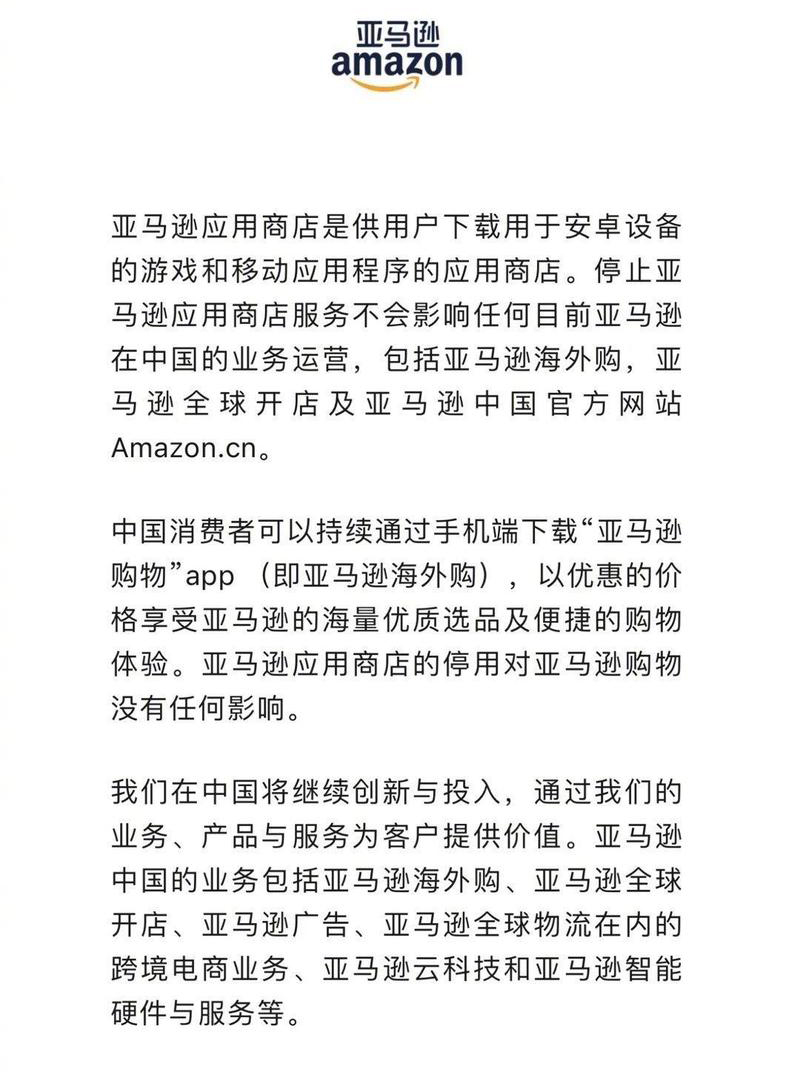 亚马逊
amazon
亚马逊应用商店是供用户下载用于安卓设备
的游戏和移动应用程序的应用商店。停止亚
马逊应用商店服务不会影响任何目前亚马逊
在中国的业务运营，包括亚马逊海外购，亚
马逊全球开店及亚马逊中国官方网站
Amazon.cn。
中国消费者可以持续通过手机端下载“亚马逊
购物”app （即亚马逊海外购），以优惠的价
格享受亚马逊的海量优质选品及便捷的购物
体验。亚马逊应用商店的停用对亚马逊购物
没有任何影响。
我们在中国将继续创新与投入，通过我们的
业务、产品与服务为客户提供价值。亚马逊
中国的业务包括亚马逊海外购、亚马逊全球
开店、亚马逊广告、亚马逊全球物流在内的
跨境电商业务、亚马逊云科技和亚马逊智能
硬件与服务等。